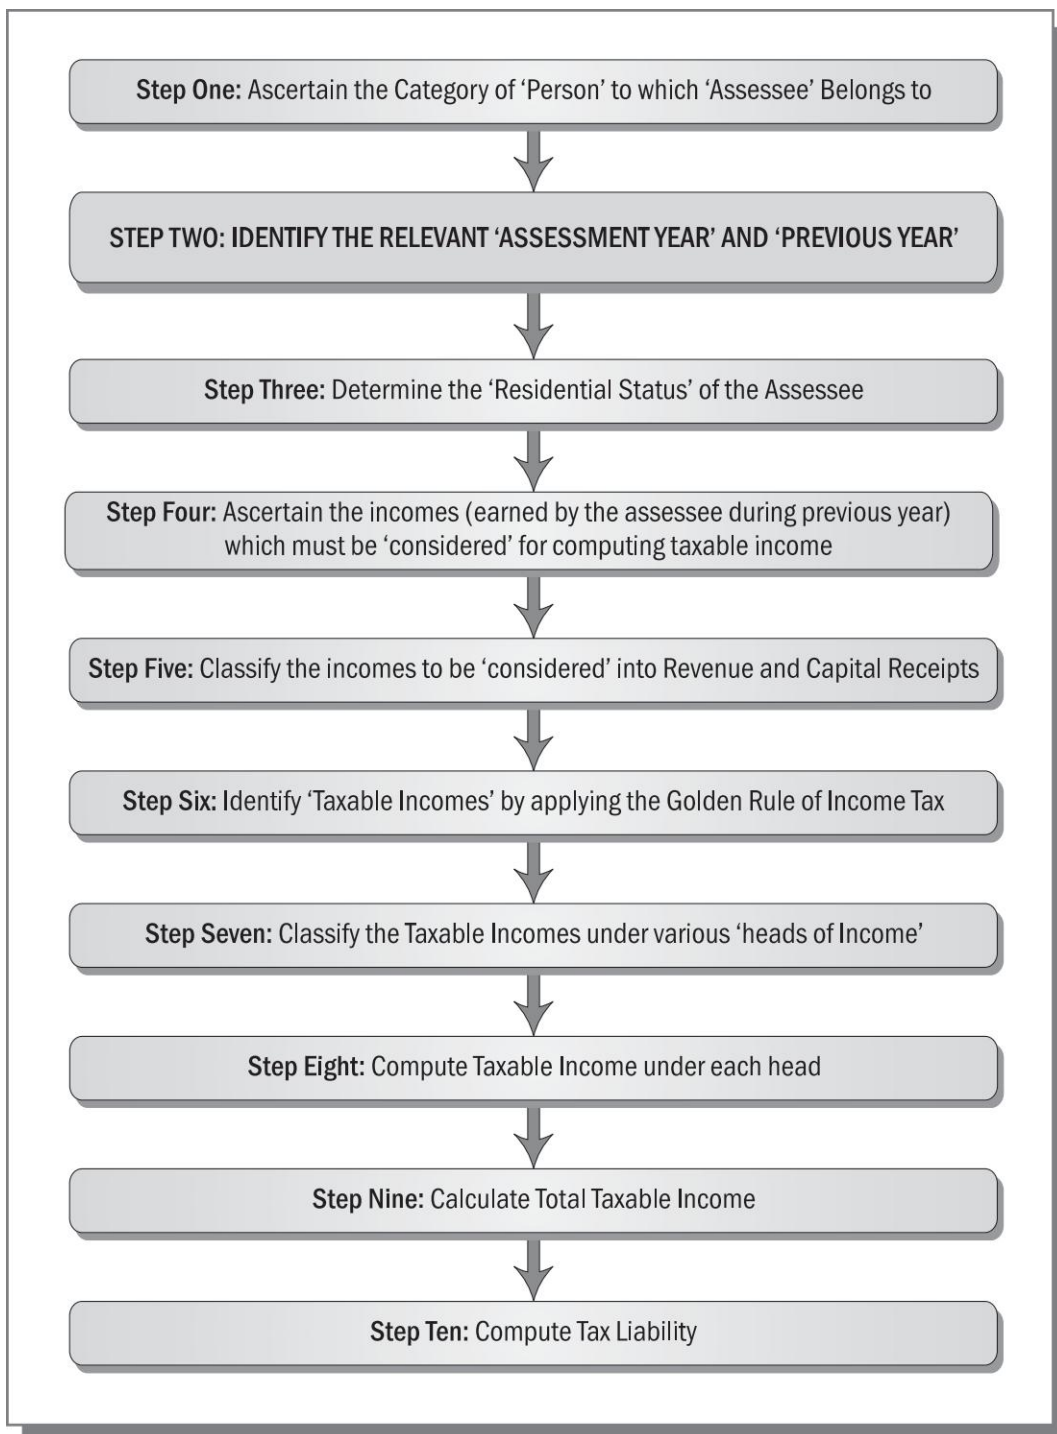 Step One: Ascertain the Category of ‘Person’ to which ‘Assessee’ Belongs to
STEP TWO: IDENTIFY THE RELEVANT ‘ASSESSMENT YEAR’ AND ‘PREVIOUS YEAR’
Step Three: Determine the ‘Residential Status’ of the Assessee
Step Four: Ascertain the incomes (earned by the assessee during previous year)
which must be ‘considered’ for computing taxable income
Step Five: Classify the incomes to be ‘considered’ into Revenue and Capital Receipts
Step Six: Identify ‘Taxable Incomes’ by applying the Golden Rule of Income Tax
Step Seven: Classify the Taxable Incomes under various ‘heads of Income’
Step Eight: Compute Taxable Income under each head
Step Nine: Calculate Total Taxable Income
Step Ten: Compute Tax Liability